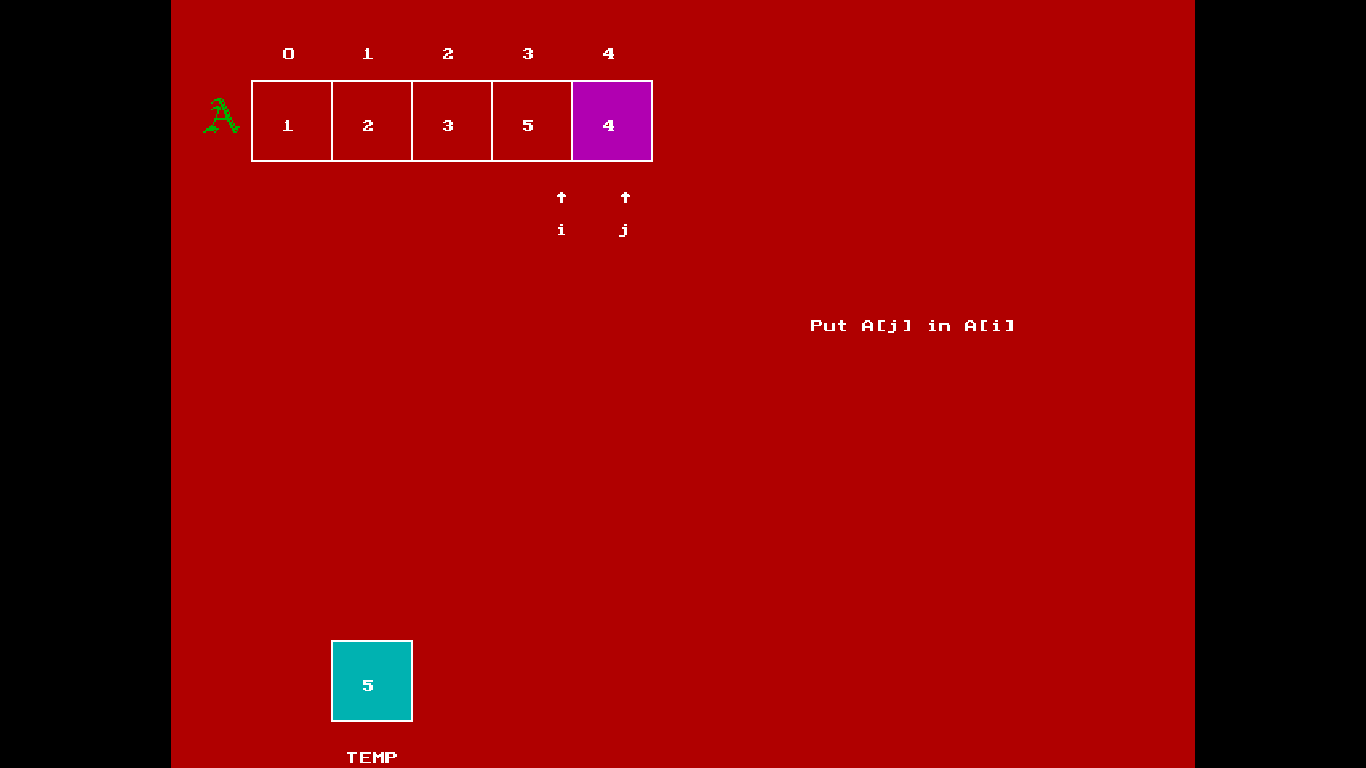 0 1 2 3 4
A 1 2 3 5 4
↑ ↑
i j
Put A[j] in A[i]
5
TEMP